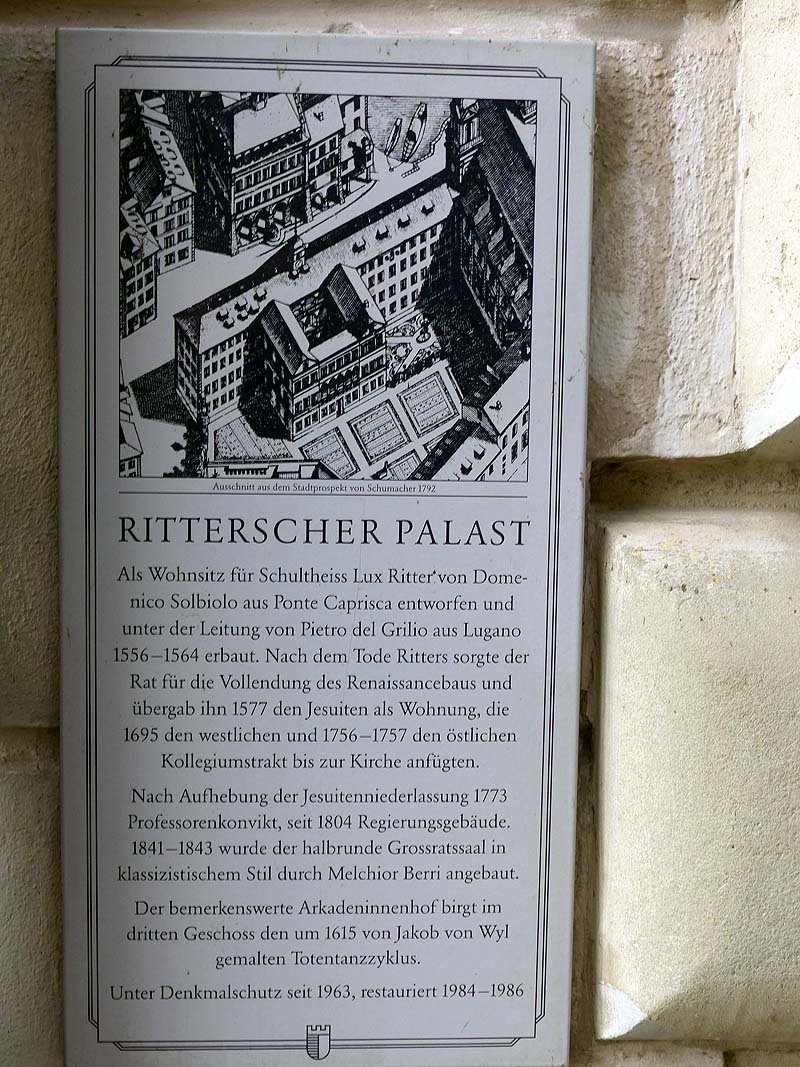 Ausschnitt aus dem Stadtprospekt von Schumacher 1792
RITTERSCHER PALAST
Als Wohnsitz für Schultheiss Lux Ritter von Dome-
nico Solbiolo aus Ponte Caprisca entworfen und
unter der Leitung von Pietro del Grilio aus Lugano
1556–1564 erbaut. Nach dem Tode Ritters sorgte der
Rat für die Vollendung des Renaissancebaus und
übergab ihn 1577 den Jesuiten als Wohnung, die
1695 den westlichen und 1756–1757 den östlichen
Kollegiumstrakt bis zur Kirche anfügten.
Nach Aufhebung der Jesuitenniederlassung 1773
Professorenkonvikt, seit 1804 Regierungsgebäude.
1841–1843 wurde der halbrunde Grossratssaal in
klassizistischem Stil durch Melchior Berri angebaut.
Der bemerkenswerte Arkadeninnenhof birgt im
dritten Geschoss den um 1615 von Jakob von Wyl
gemalten Totentanzzyklus.
Unter Denkmalschutz seit 1963, restauriert 1984–1986